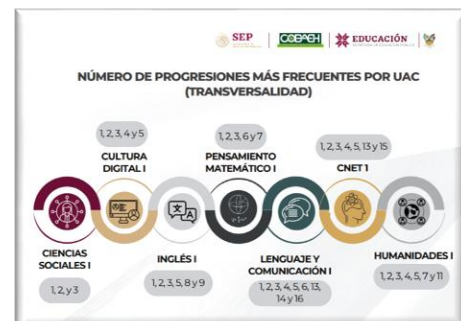 SEP
COBACH
EDUCACIÓN
NÚMERO DE PROGRESIONES MÁS FRECUENTES POR UAC
(TRANSVERSALIDAD)
1, 2, 3, 4 y 5
CULTURA
DIGITAL I
1, 2, 3, 6 y 7
PENSAMIENTO
MATEMÁTICO I
1, 2, 3, 4, 5, 13 y 15
CNET 1
CIENCIAS
SOCIALES I
1, 2, y 3
INGLÉS I
1, 2, 3, 5, 8 y 9
LENGUAJE Y
COMUNICACIÓN I
1, 2, 3, 4, 5, 6, 13,
14 y 16
HUMANIDADES I
1, 2, 3, 4, 5, 7 y 11